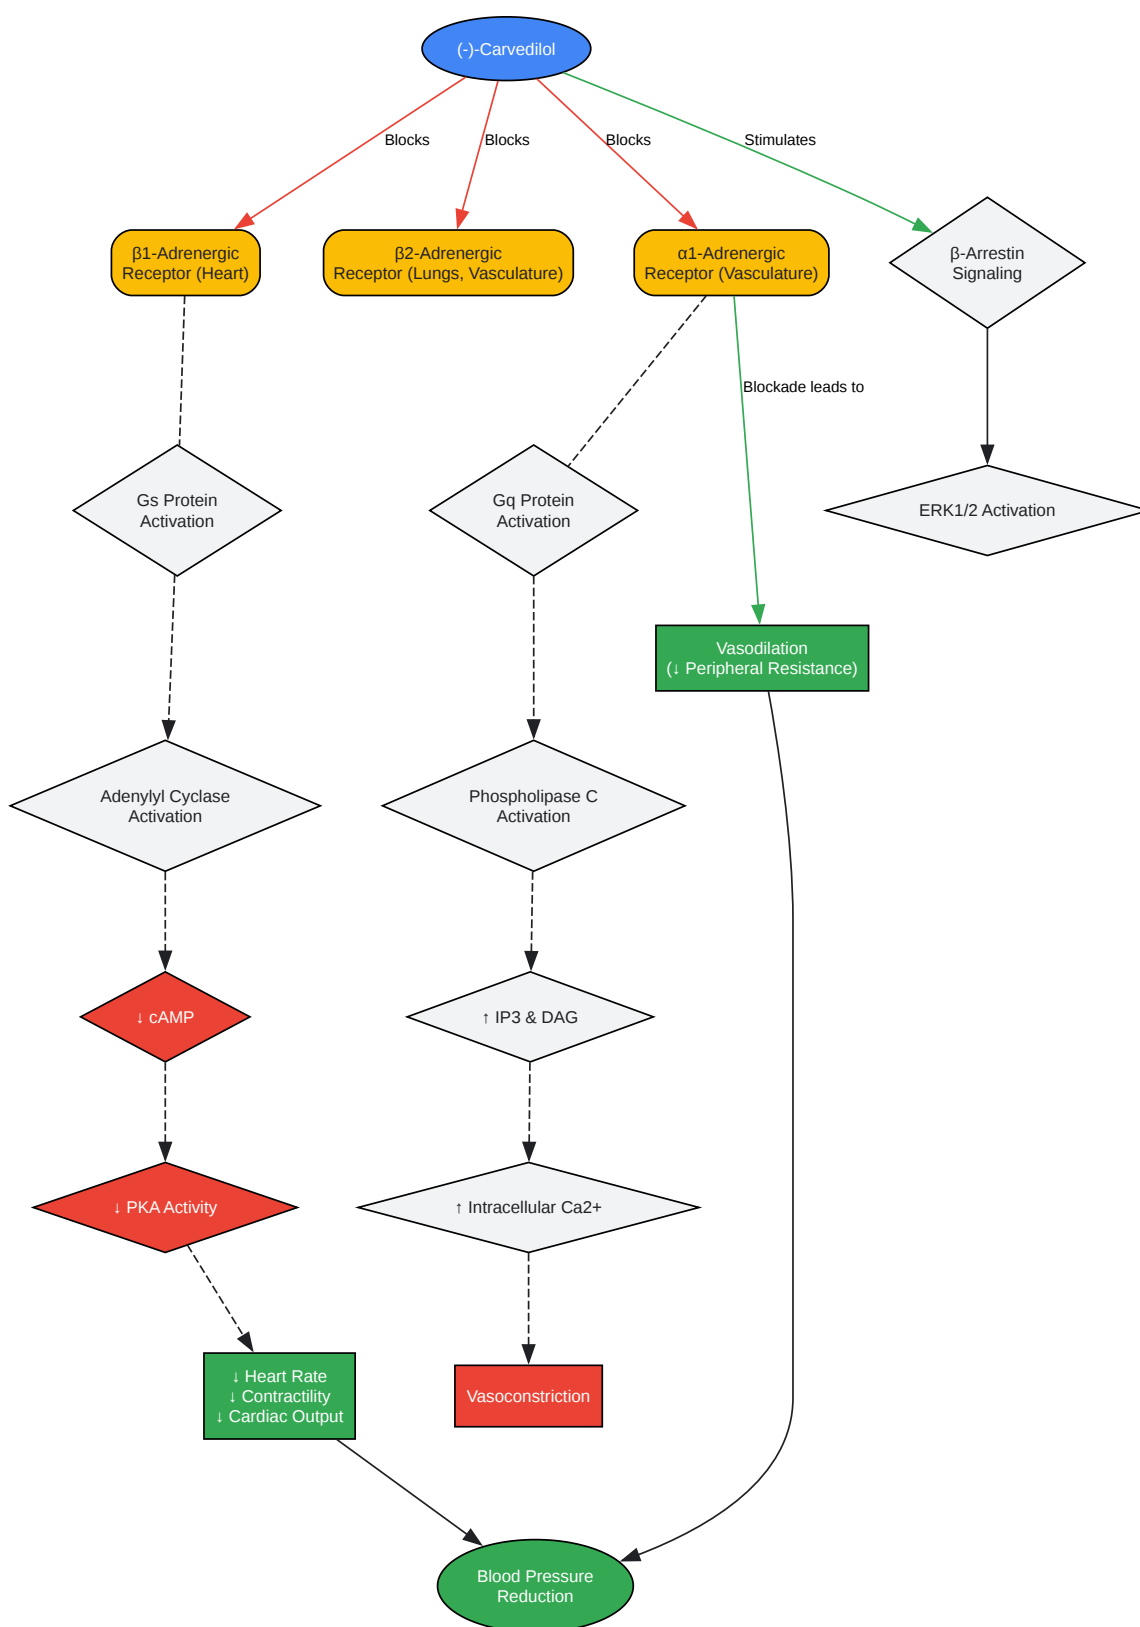 (-)-Carvedilol
Blocks
Blocks
Blocks
Stimulates
β1-Adrenergic
Receptor (Heart)
β2-Adrenergic
Receptor (Lungs, Vasculature)
α1-Adrenergic
Receptor (Vasculature)
β-Arrestin
Signaling
Blockade leads to
Gs Protein
Activation
Gq Protein
Activation
ERK1/2 Activation
Vasodilation
(↓ Peripheral Resistance)
Adenylyl Cyclase
Activation
Phospholipase C
Activation
↓ cAMP
↑ IP3 & DAG
↓ PKA Activity
↑ Intracellular Ca2+
↓ Heart Rate
↓ Contractility
↓ Cardiac Output
Vasoconstriction
Blood Pressure
Reduction